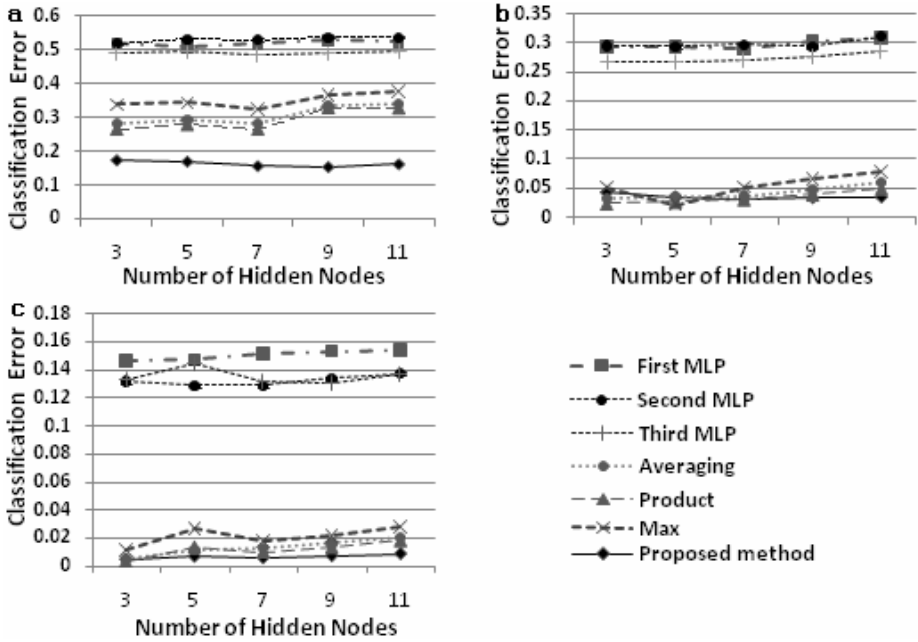 a
0.6
0.5
0.4
0.3
0.2
0.1
0
Classification Error
3 5 7 9 11
Number of Hidden Nodes
b
0.35
0.3
0.25
0.2
0.15
0.1
0.05
0
Classification Error
3 5 7 9 11
Number of Hidden Nodes
c
0.18
0.16
0.14
0.12
0.1
0.08
0.06
0.04
0.02
0
Classification Error
3 5 7 9 11
Number of Hidden Nodes
First MLP
Second MLP
Third MLP
Averaging
Product
Max
Proposed method